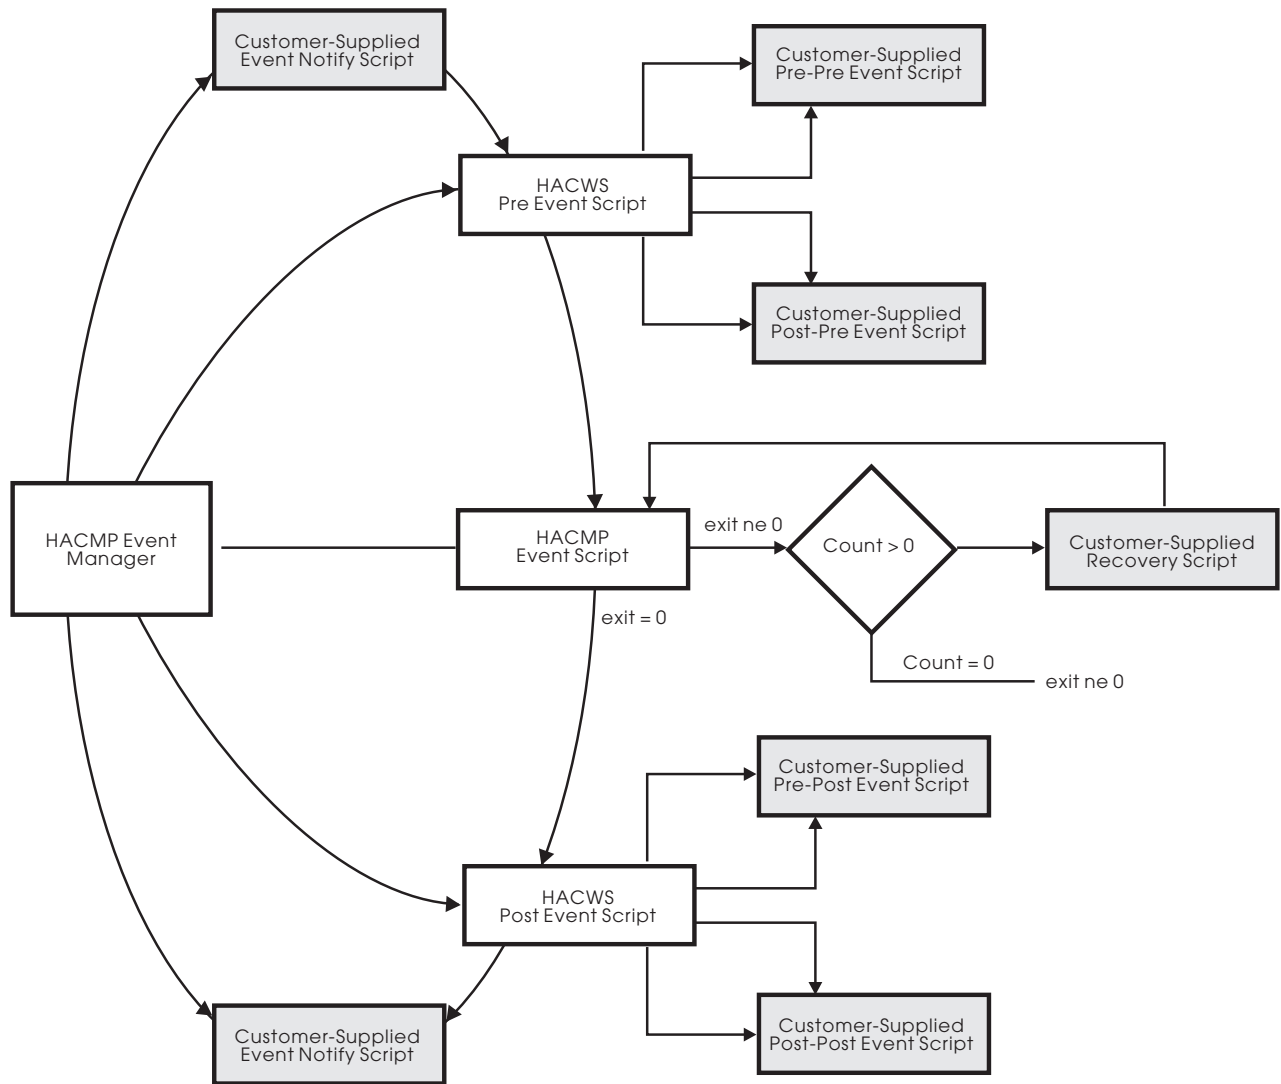 Customer-Supplied
Event Notify Script
Customer-Supplied
Pre-Pre Event Script
HACWS
Pre Event Script
Customer-Supplied
Post-Pre Event Script
HACMP Event
Manager
HACMP
Event Script
exit ne 0
Count > 0
Customer-Supplied
Recovery Script
exit = 0
Count = 0
exit ne 0
Customer-Supplied
Pre-Post Event Script
HACWS
Post Event Script
Customer-Supplied
Event Notify Script
Customer-Supplied
Post-Post Event Script